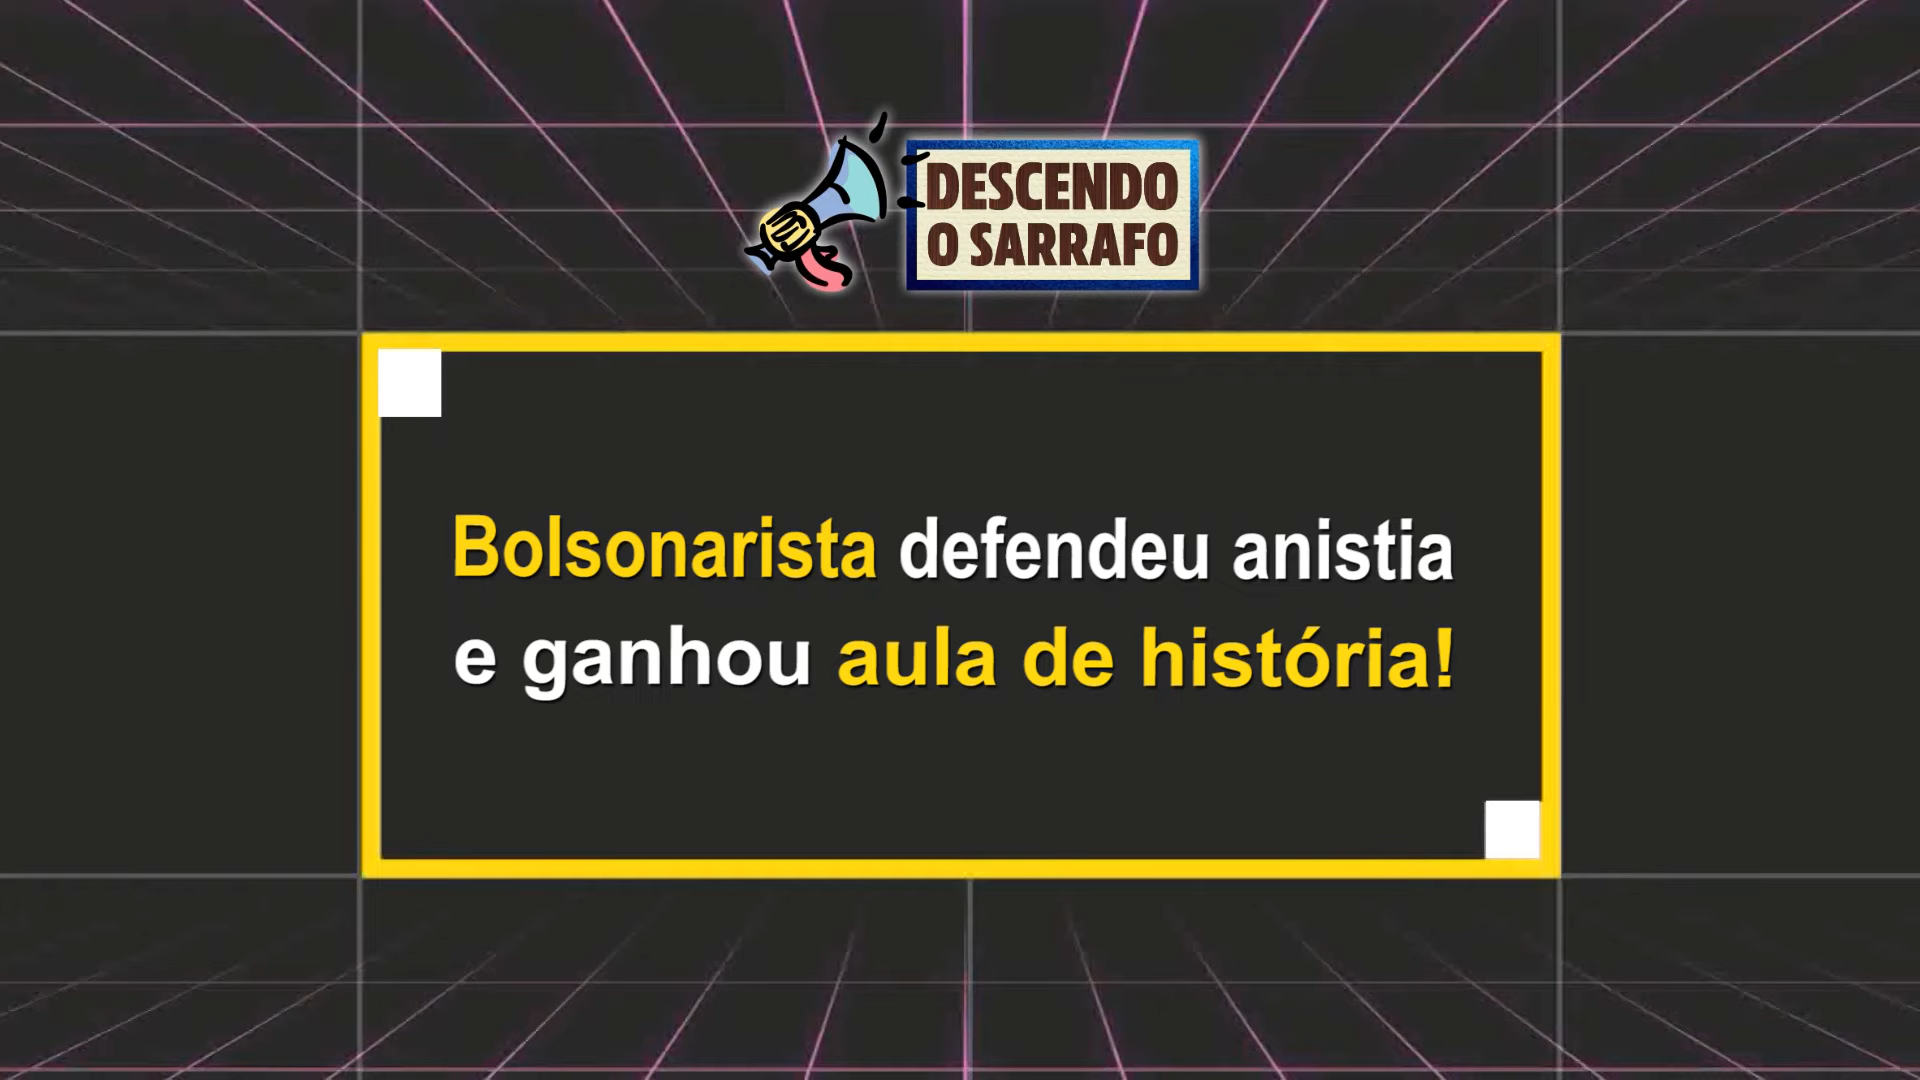 DESCENDO
O SARRAFO
Bolsonarista defendeu anistia
e ganhou aula de história!